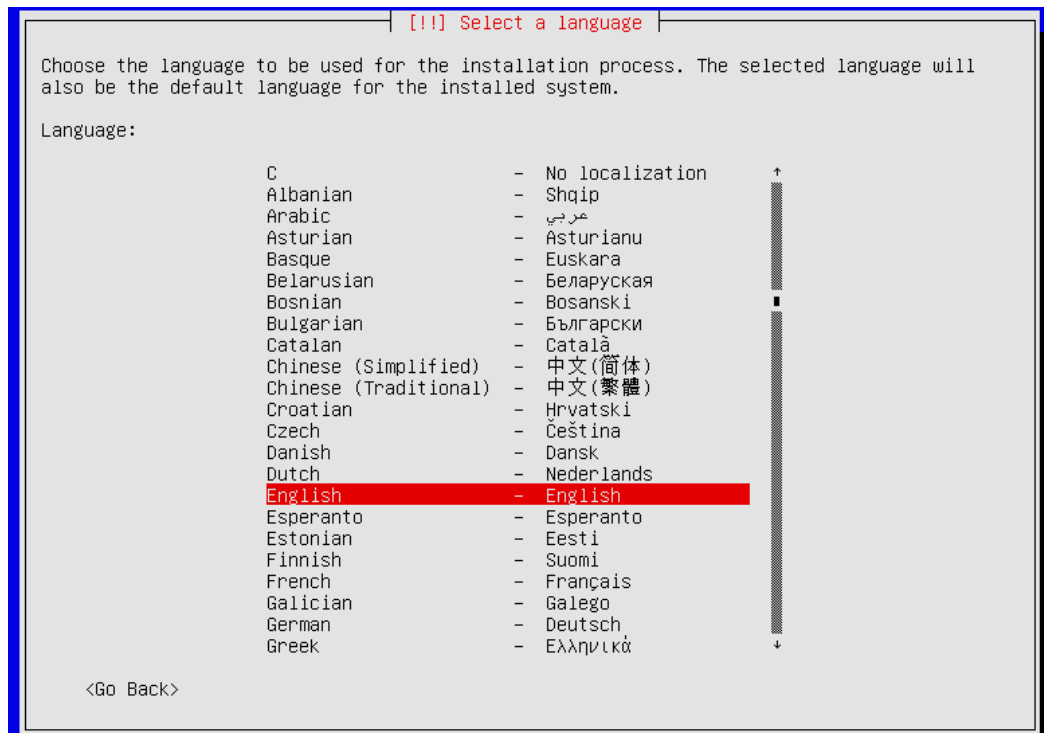 [!!] Select a language
Choose the language to be used for the installation process. The selected language will
also be the default language for the installed system.
Language:
C - No localization
Albanian - Shqip
Arabic - عربي
Asturian - Asturianu
Basque - Euskara
Belarusian - Беларуская
Bosnian - Bosanski
Bulgarian - Български
Catalan - Català
Chinese (Simplified) - 中文(简体)
Chinese (Traditional) - 中文(繁體)
Croatian - Hrvatski
Czech - Čeština
Danish - Dansk
Dutch - Nederlands
English - English
Esperanto - Esperanto
Estonian - Eesti
Finnish - Suomi
French - Français
Galician - Galego
German - Deutsch
Greek - Ελληνικά
<Go Back>